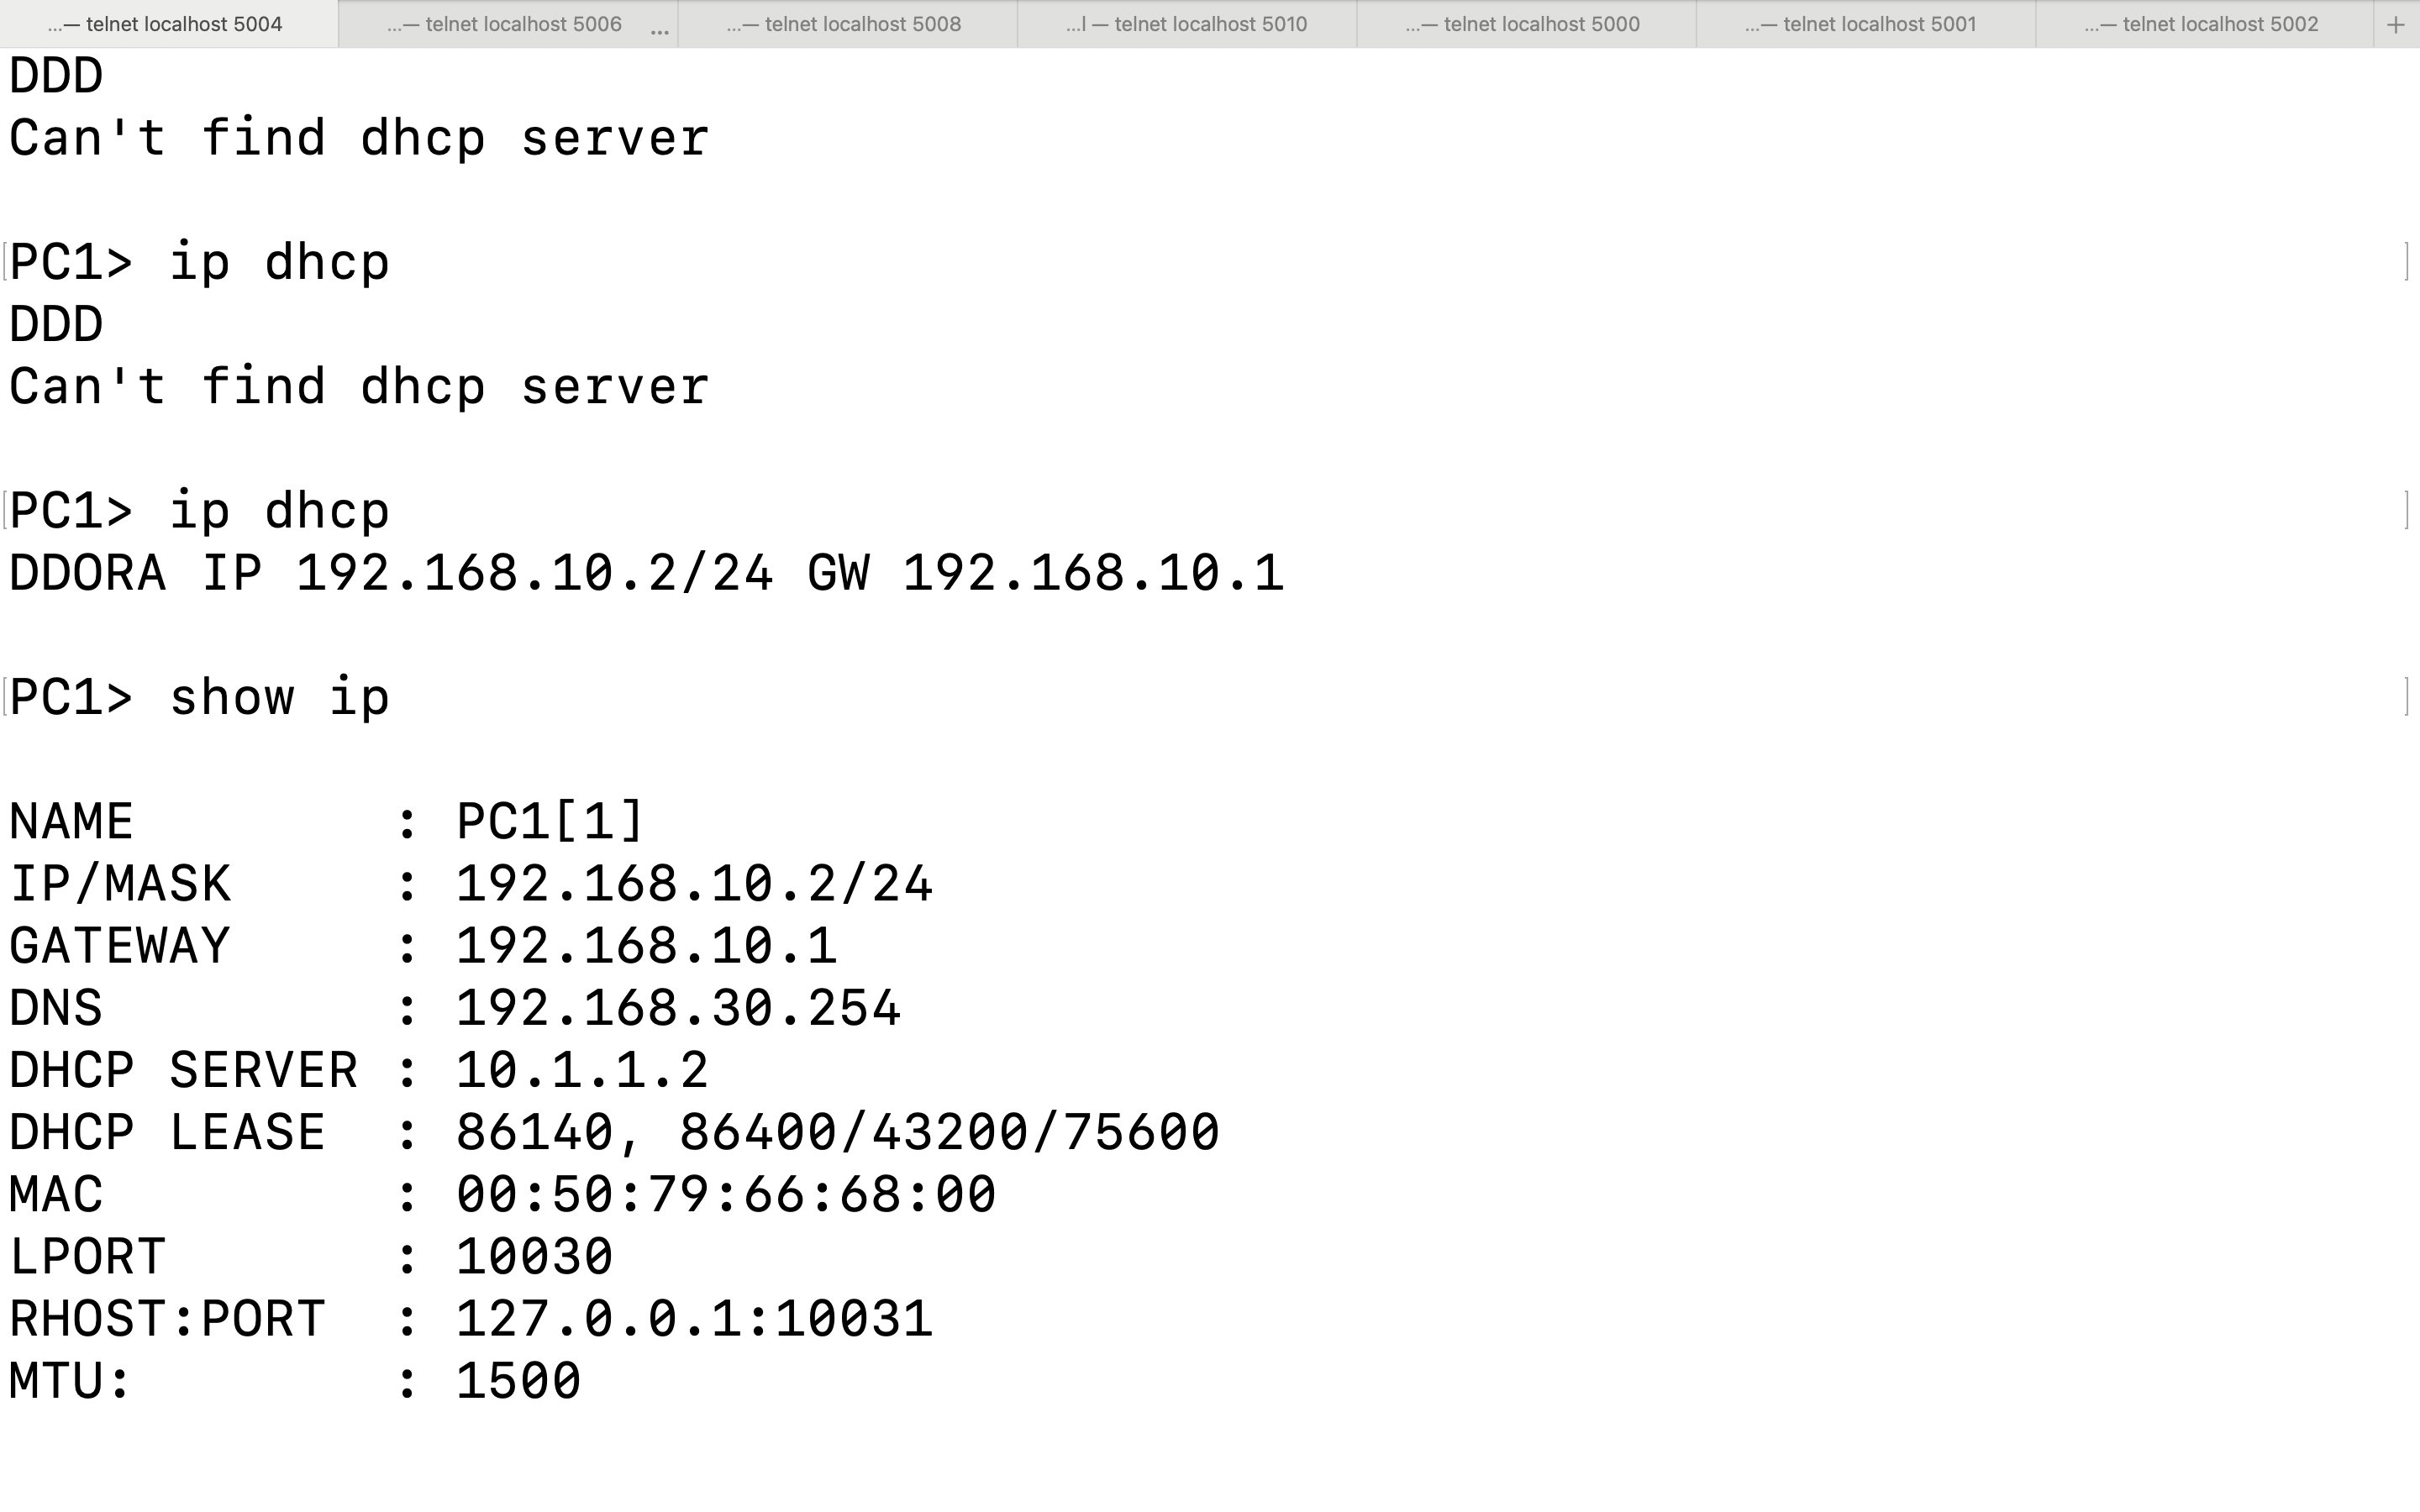 ...— telnet localhost 5004
...— telnet localhost 5006 ...
...— telnet localhost 5008
...l — telnet localhost 5010
...— telnet localhost 5000
...— telnet localhost 5001
...— telnet localhost 5002
+
DDD
Can't find dhcp server
[PC1> ip dhcp ]
DDD
Can't find dhcp server
[PC1> ip dhcp ]
DDORA IP 192.168.10.2/24 GW 192.168.10.1
[PC1> show ip ]
NAME : PC1[1]
IP/MASK : 192.168.10.2/24
GATEWAY : 192.168.10.1
DNS : 192.168.30.254
DHCP SERVER : 10.1.1.2
DHCP LEASE : 86140, 86400/43200/75600
MAC : 00:50:79:66:68:00
LPORT : 10030
RHOST:PORT : 127.0.0.1:10031
MTU: : 1500